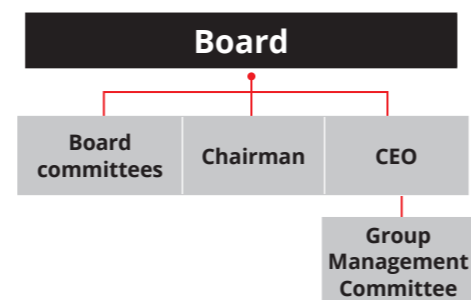 Board
Board
committees
Chairman
CEO
Group
Management
Committee